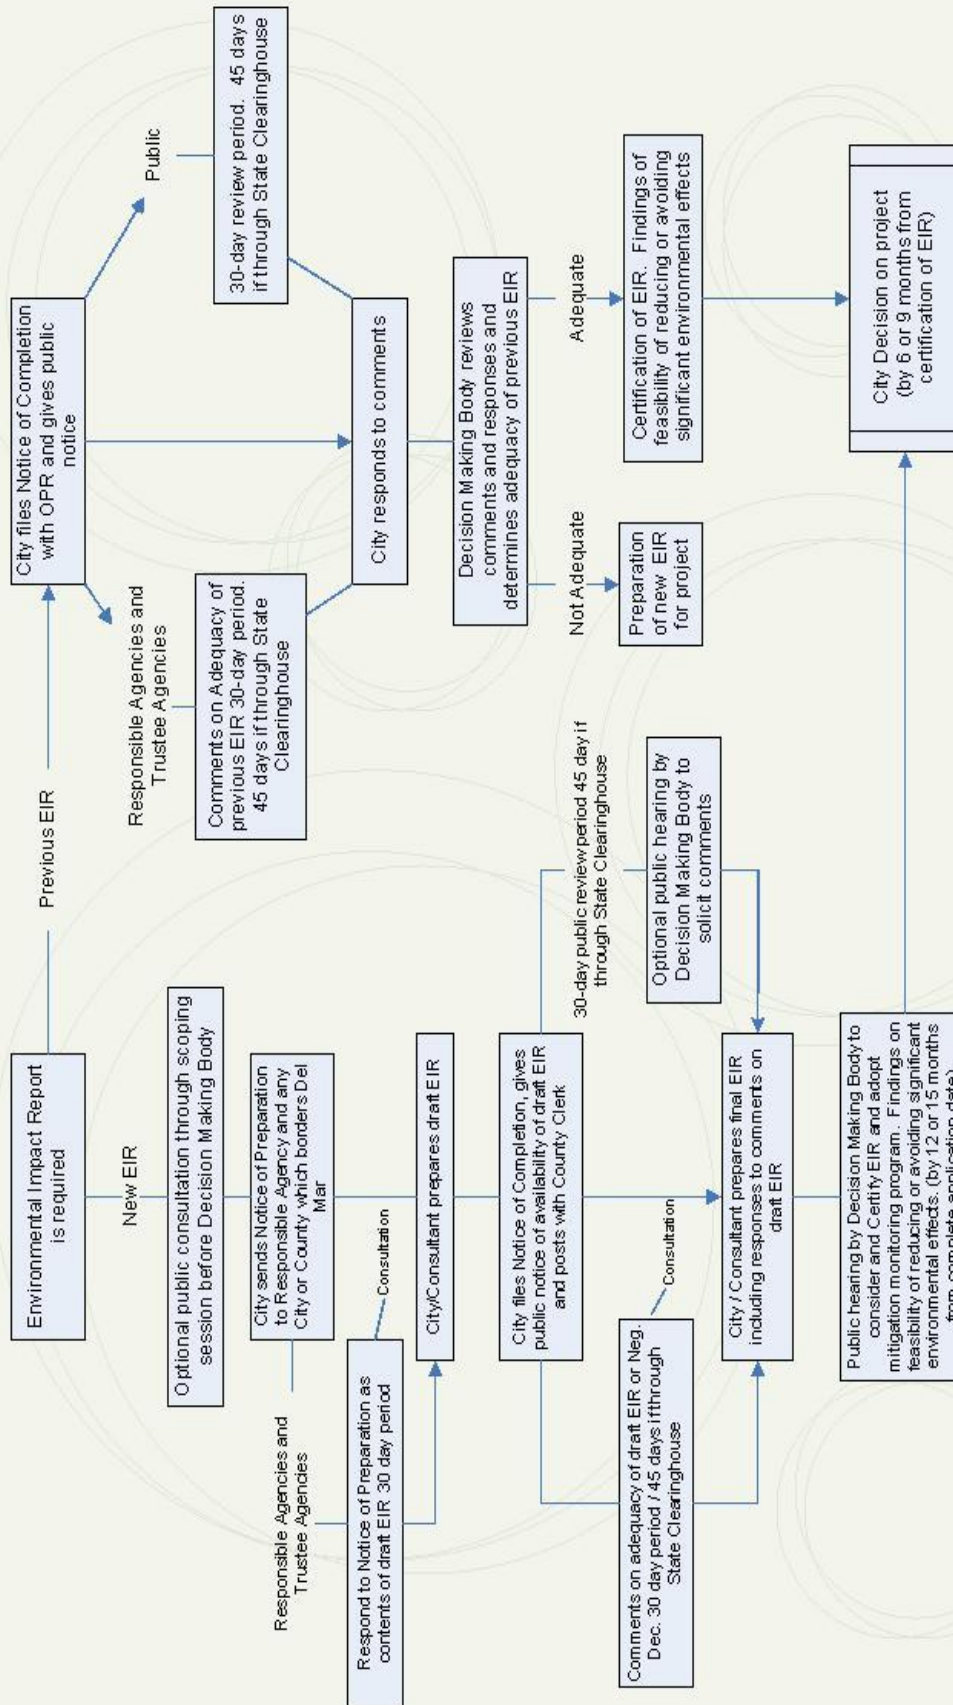 Environmental Impact Report
is required
Previous EIR
City files Notice of Completion
with OPR and gives public
notice
New EIR
Responsible Agencies and
Trustee Agencies
Public
Optional public consultation through scoping
session before Decision Making Body
Comments on Adequacy of
previous EIR 30-day period.
45 days if through State
Clearinghouse
30-day review period. 45 days
if through State Clearinghouse
City sends Notice of Preparation
to Responsible Agency and any
City or County which borders Del
Mar
Responsible Agencies and
Trustee Agencies
City responds to comments
Respond to Notice of Preparation as
contents of draft EIR 30 day period
Consultation
City/Consultant prepares draft EIR
Decision Making Body reviews
comments and responses and
determines adequacy of previous EIR
City files Notice of Completion, gives
public notice of availability of draft EIR
and posts with County Clerk
30-day public review period 45 day if
through State Clearinghouse
Not Adequate
Adequate
Comments on adequacy of draft EIR or Neg.
Dec. 30 day period / 45 days if through
State Clearinghouse
Consultation
Optional public hearing by
Decision Making Body to
solicit comments
Preparation
of new EIR
for project
Certification of EIR. Findings of
feasibility of reducing or avoiding
significant environmental effects
City / Consultant prepares final EIR
including responses to comments on
draft EIR
Public hearing by Decision Making Body to
consider and Certify EIR and adopt
mitigation monitoring program. Findings on
feasibility of reducing or avoiding significant
environmental effects. (by 12 or 15 months
from complete application date)
City Decision on project
(by 6 or 9 months from
certification of EIR)